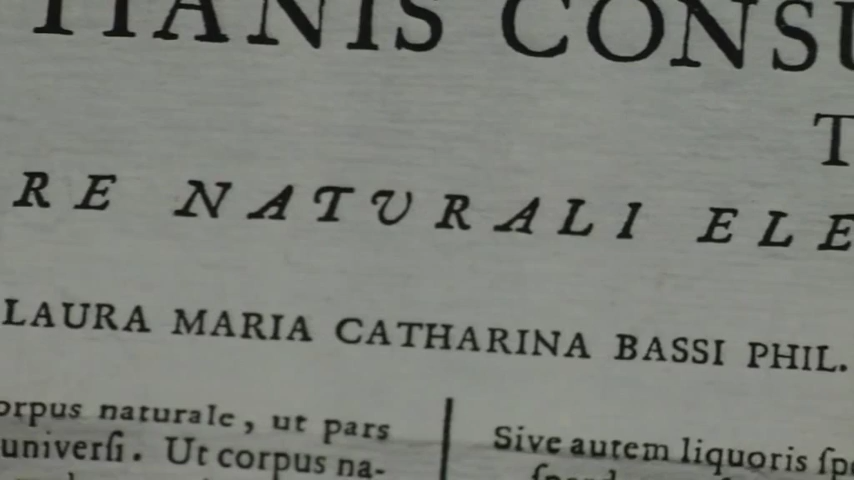 TIANIS CONSU
T
RE NATURALI ELE
LAURA MARIA CATHARINA BASSI PHIL.
orpus naturale, ut pars
univerſi. Ut corpus na-
Sive autem liquoris ſpe